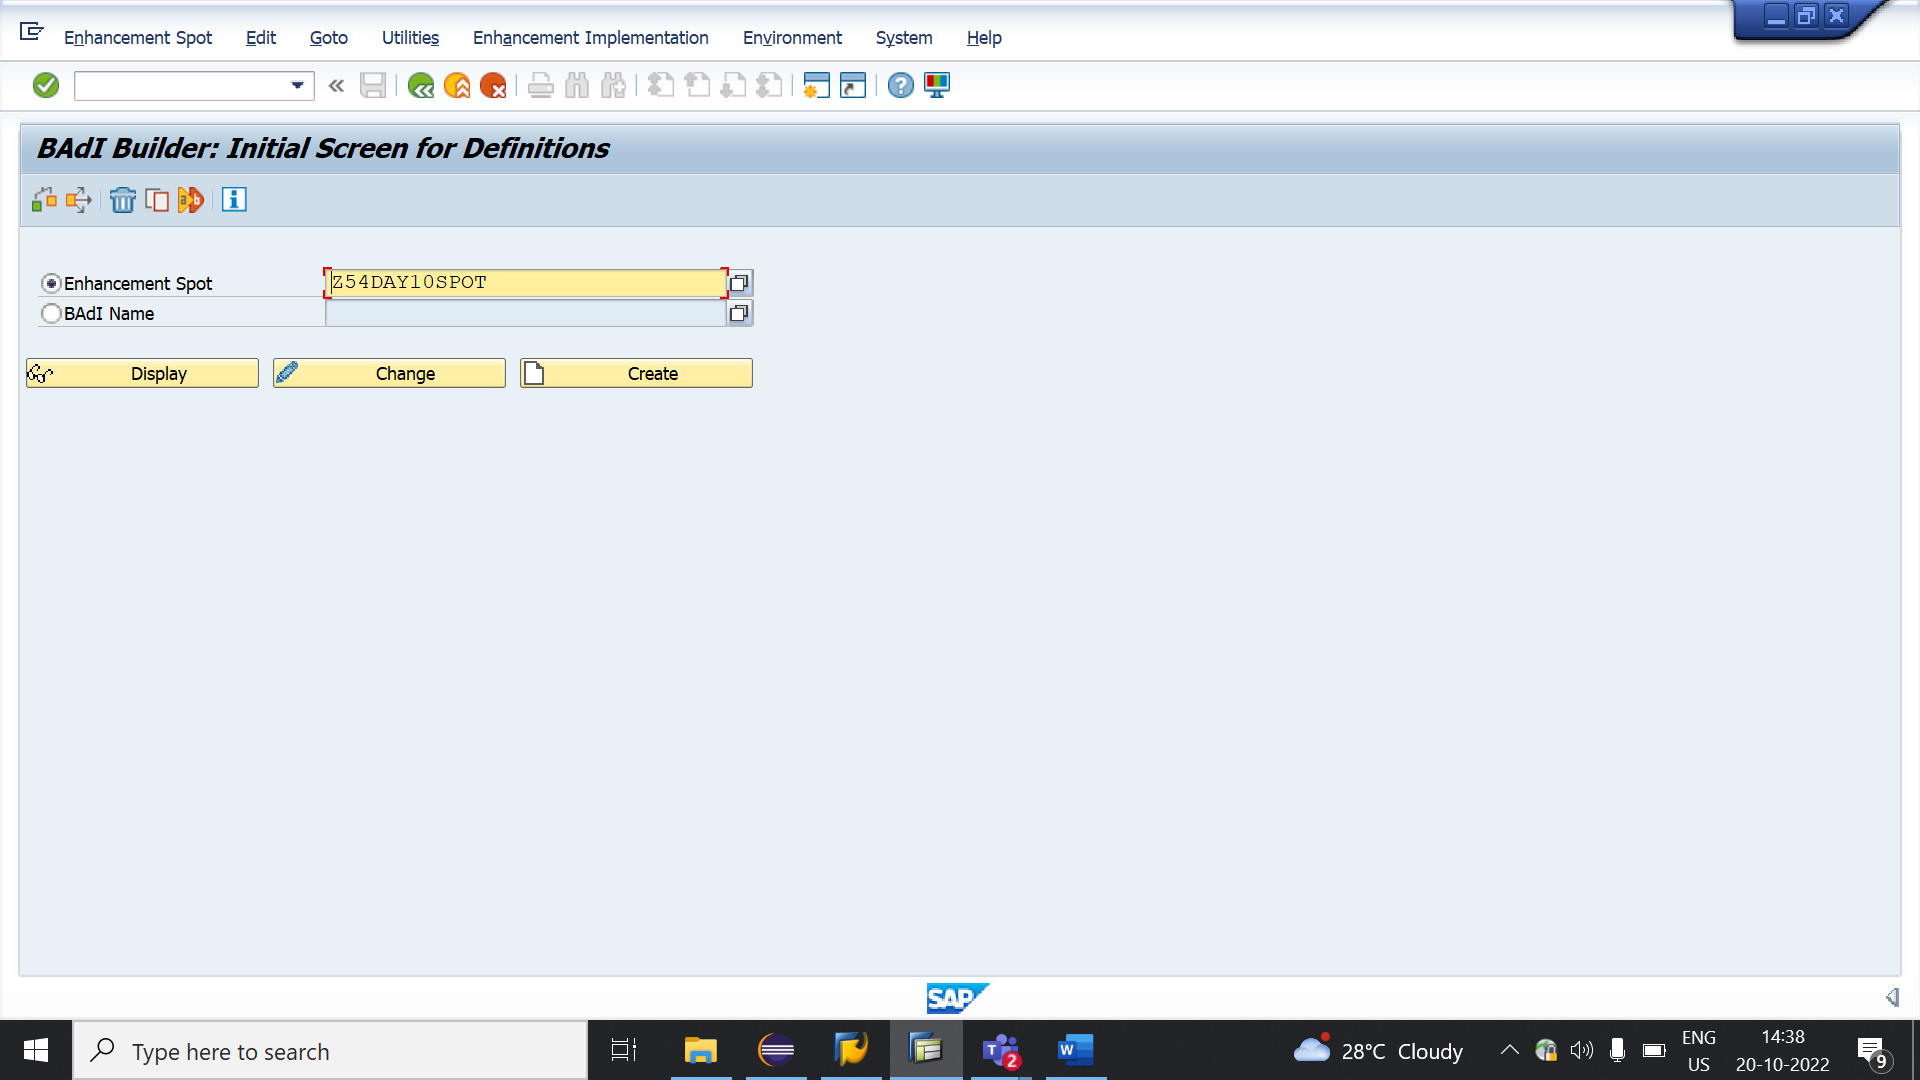 Enhancement Spot Edit Goto Utilities Enhancement Implementation Environment System Help
BAdI Builder: Initial Screen for Definitions
Enhancement Spot Z54DAY10SPOT
BAdI Name
Display Change Create
SAP
Type here to search
T 2
W
28°C Cloudy
ENG
US
14:38
20-10-2022
9